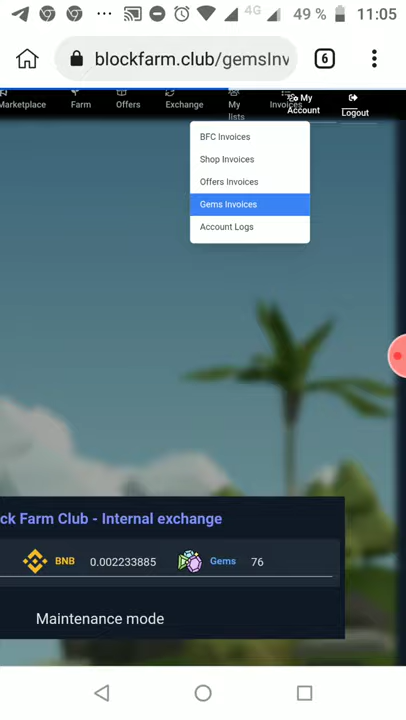 4G 49 % 11:05
blockfarm.club/gemsInv
6
Marketplace Farm Offers Exchange My lists Invoices My Account Logout
BFC Invoices
Shop Invoices
Offers Invoices
Gems Invoices
Account Logs
ck Farm Club - Internal exchange
BNB 0.002233885 Gems 76
Maintenance mode